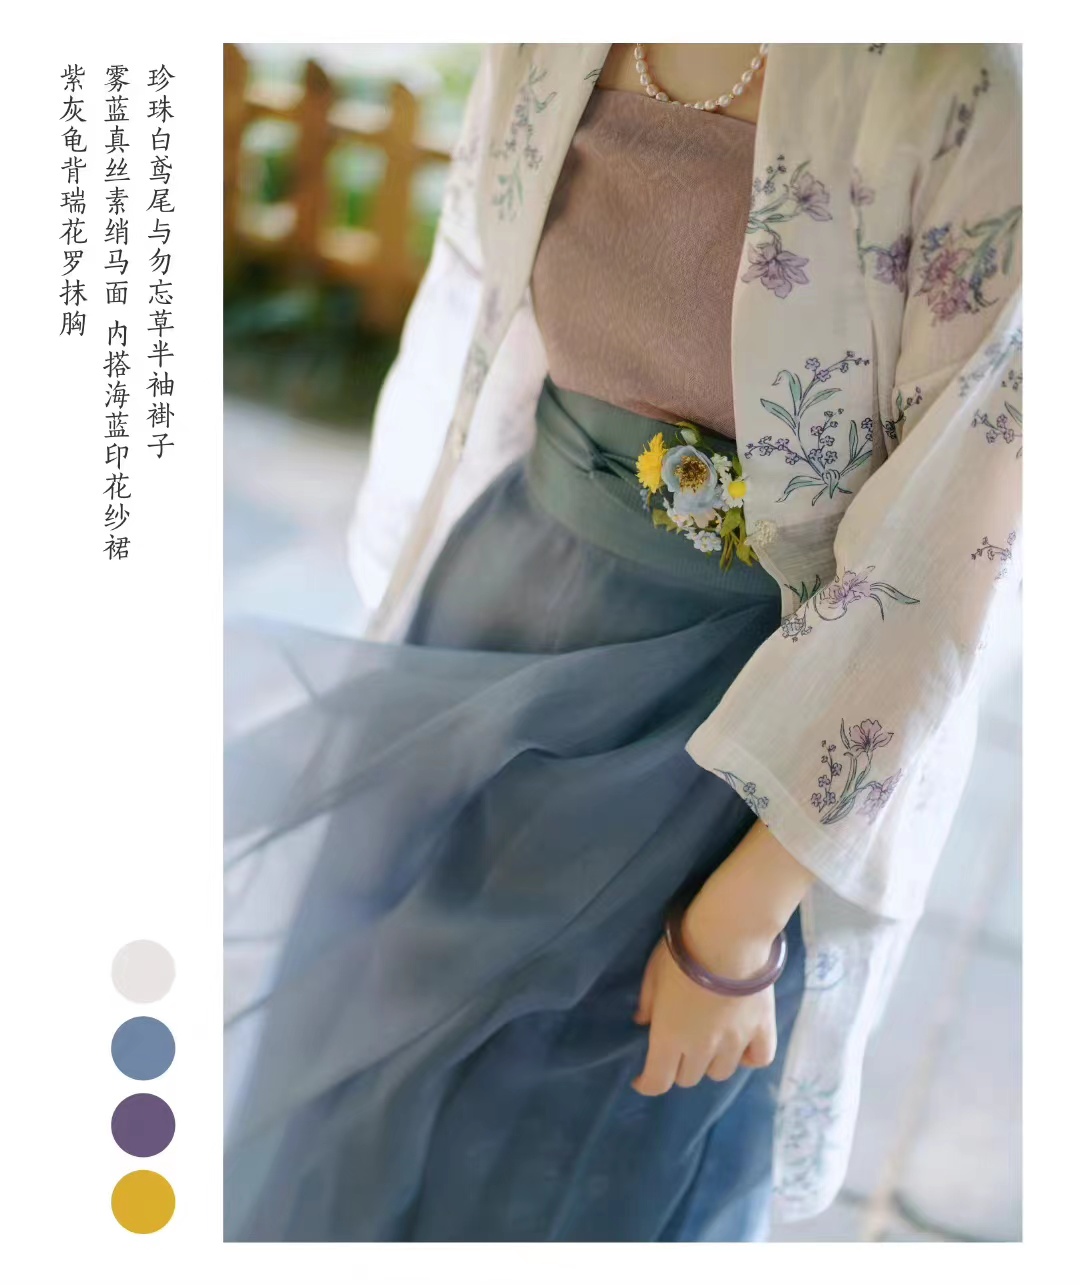 珍珠白鸢尾与勿忘草半袖褂子
雾蓝真丝素绡马面 内搭海蓝印花纱裙
紫灰龟背瑞花罗抹胸